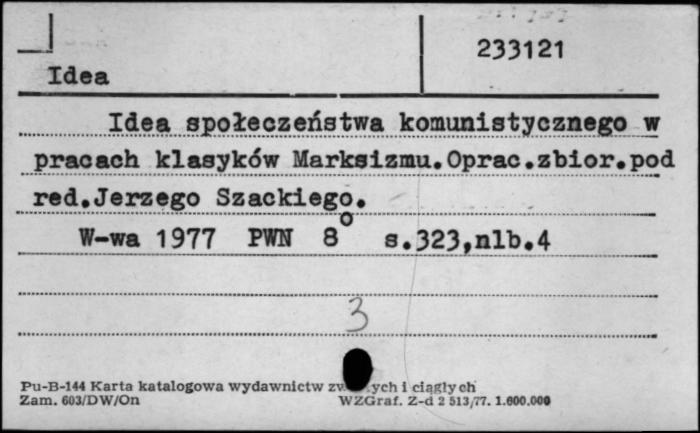 233121
Idea
Idea społeczeństwa komunistycznego w
pracach klasyków Marksizmu.Oprac.zbior.pod
red.Jerzego Szackiego.
W-wa 1977 PWN 8° s.323,nlb.4
3
Pu-B-144 Karta katalogowa wydawnictw i ciągłych
Zam. 603/DW/On WZGraf. Z-d 2 513/77. 1.600.000